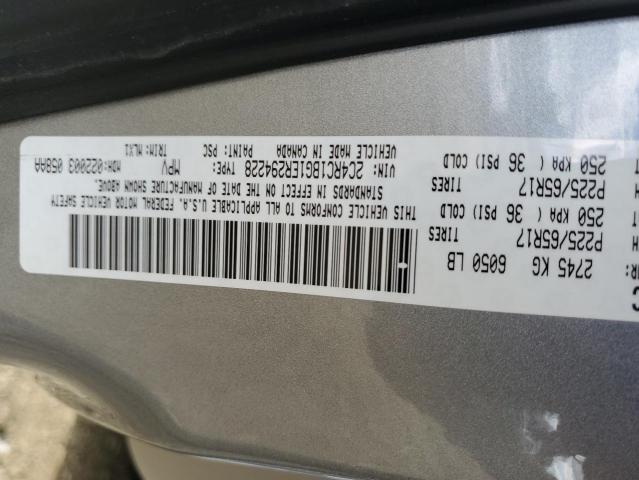 C
UR:
2745 KG 6050 LB
TIRES
P225/65R17
250 KPA ( 36 PSI) COLD
TIRES
P225/65R17
250 KPA ( 36 PSI) COLD
THIS VEHICLE CONFORMS TO ALL APPLICABLE U.S.A. FEDERAL MOTOR VEHICLE SAFETY
STANDARDS IN EFFECT ON THE DATE OF MANUFACTURE SHOWN ABOVE.
VIN: 2C4RC1BG1ER294228 TYPE: MPV MDH: 022003 058AA
VEHICLE MADE IN CANADA PAINT: PSC TRIM: MLX1